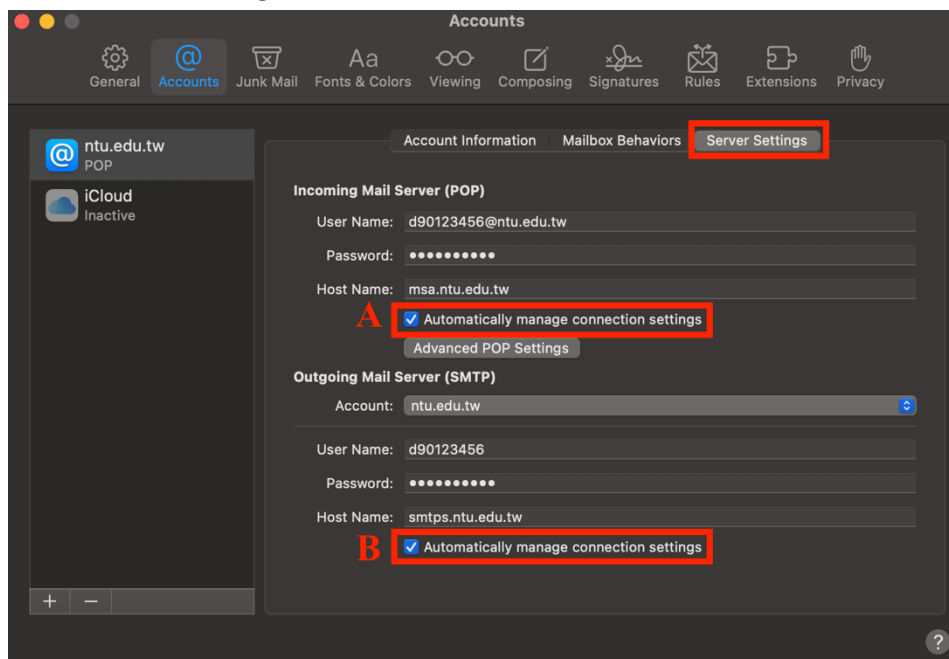 Accounts
General Accounts Junk Mail Aa Fonts & Colors Viewing Composing Signatures Rules Extensions Privacy
ntu.edu.tw
POP
iCloud
Inactive
Account Information Mailbox Behaviors Server Settings
Incoming Mail Server (POP)
User Name: d90123456@ntu.edu.tw
Password: ●●●●●●●●●●
Host Name: msa.ntu.edu.tw
A Automatically manage connection settings
Advanced POP Settings
Outgoing Mail Server (SMTP)
Account: ntu.edu.tw
User Name: d90123456
Password: ●●●●●●●●●●
Host Name: smtps.ntu.edu.tw
B Automatically manage connection settings
+ −
?